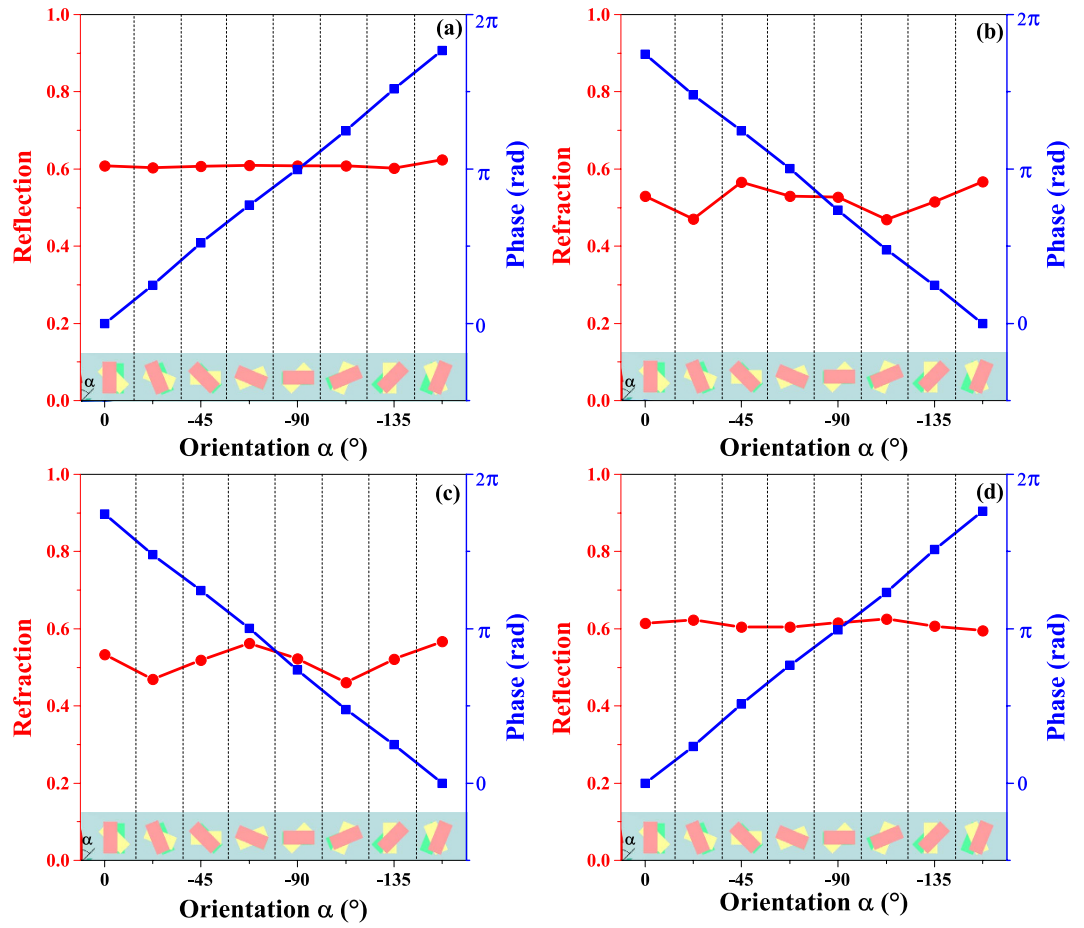 (a)
1.0
0.8
0.6
0.4
0.2
0.0
Reflection
2π
π
0
Phase (rad)
α
0
-45
-90
-135
Orientation α (°)
(b)
1.0
0.8
0.6
0.4
0.2
0.0
Refraction
2π
π
0
Phase (rad)
α
0
-45
-90
-135
Orientation α (°)
(c)
1.0
0.8
0.6
0.4
0.2
0.0
Refraction
2π
π
0
Phase (rad)
α
0
-45
-90
-135
Orientation α (°)
(d)
1.0
0.8
0.6
0.4
0.2
0.0
Reflection
2π
π
0
Phase (rad)
α
0
-45
-90
-135
Orientation α (°)